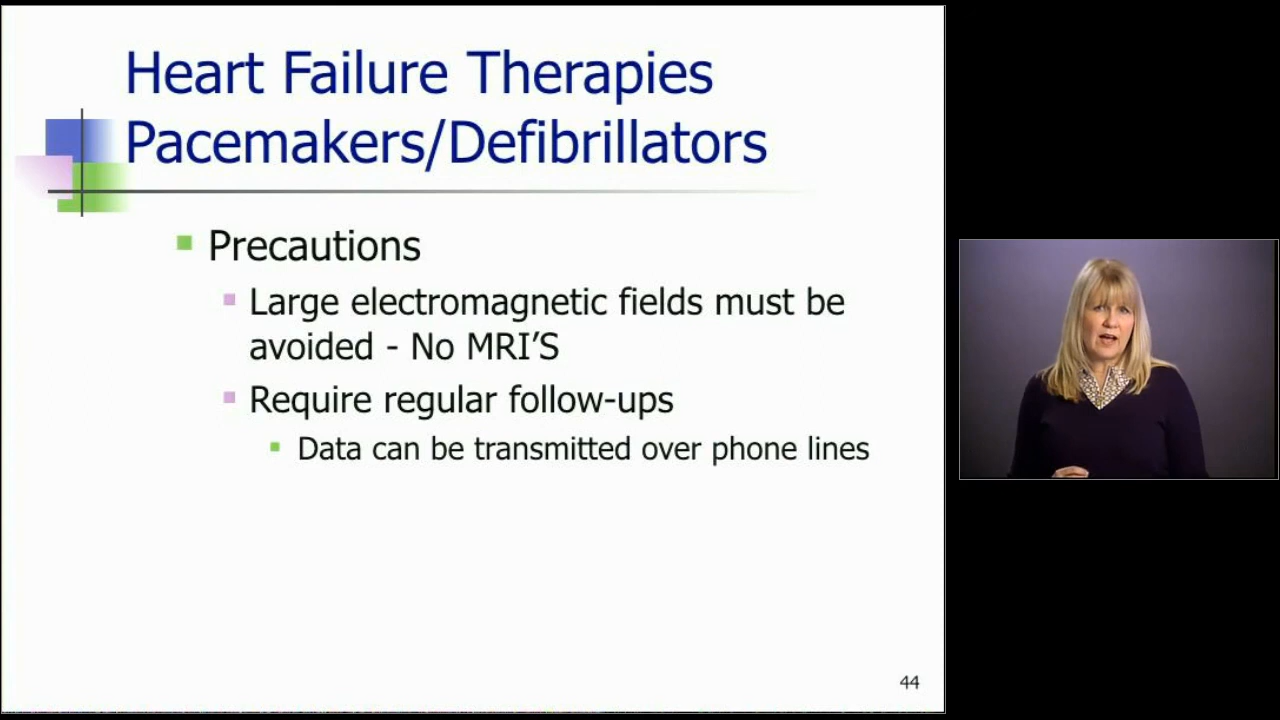 Heart Failure Therapies
Pacemakers/Defibrillators
Precautions
Large electromagnetic fields must be
avoided - No MRI’S
Require regular follow-ups
Data can be transmitted over phone lines
44